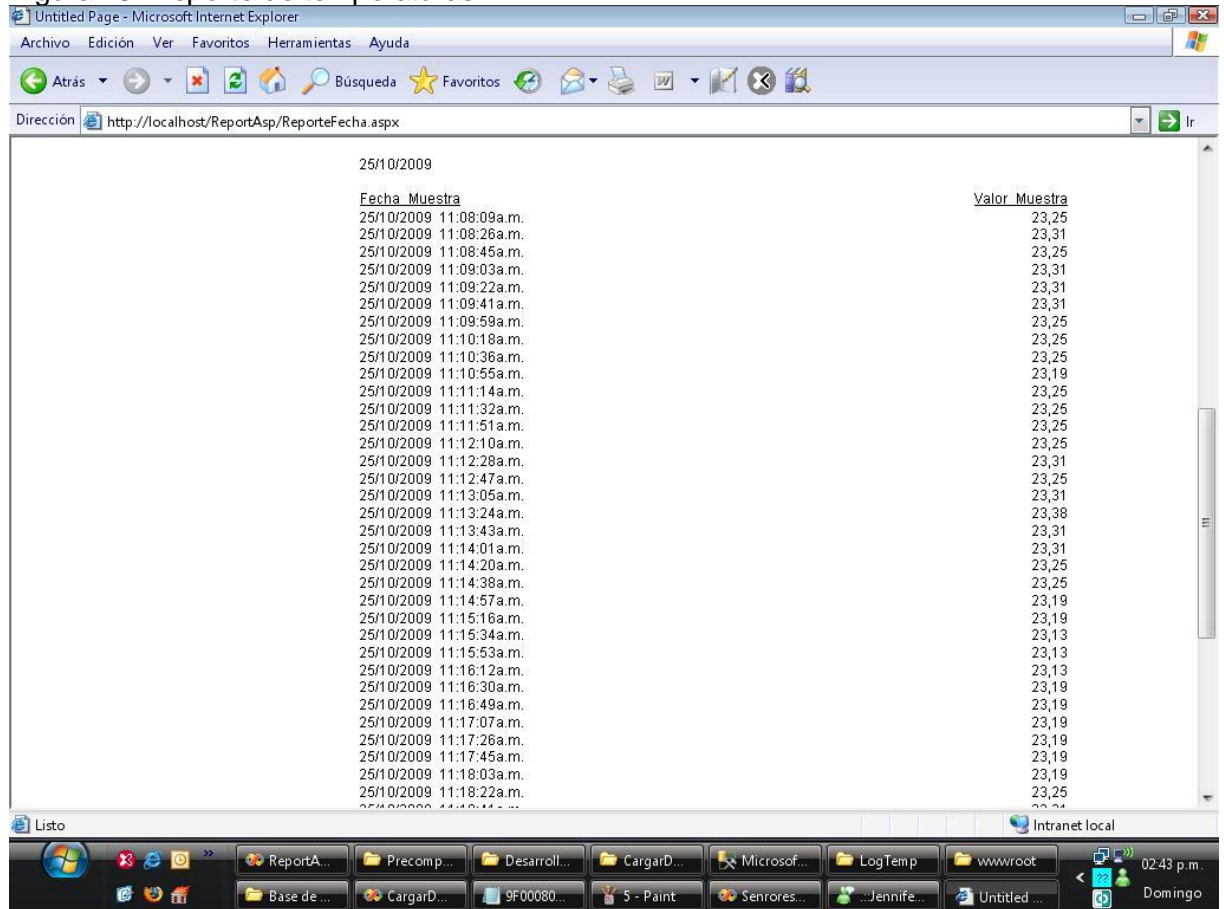 Untitled Page - Microsoft Internet Explorer
Archivo Edición Ver Favoritos Herramientas Ayuda
Atrás Búsqueda Favoritos
Dirección http://localhost/ReportAsp/ReporteFecha.aspx Ir
25/10/2009
Fecha Muestra Valor Muestra
25/10/2009 11:08:09a.m. 23,25
25/10/2009 11:08:26a.m. 23,31
25/10/2009 11:08:45a.m. 23,25
25/10/2009 11:09:03a.m. 23,31
25/10/2009 11:09:22a.m. 23,31
25/10/2009 11:09:41a.m. 23,31
25/10/2009 11:09:59a.m. 23,25
25/10/2009 11:10:18a.m. 23,25
25/10/2009 11:10:36a.m. 23,25
25/10/2009 11:10:55a.m. 23,19
25/10/2009 11:11:14a.m. 23,25
25/10/2009 11:11:32a.m. 23,25
25/10/2009 11:11:51a.m. 23,25
25/10/2009 11:12:10a.m. 23,25
25/10/2009 11:12:28a.m. 23,31
25/10/2009 11:12:47a.m. 23,25
25/10/2009 11:13:05a.m. 23,31
25/10/2009 11:13:24a.m. 23,38
25/10/2009 11:13:43a.m. 23,31
25/10/2009 11:14:01a.m. 23,31
25/10/2009 11:14:20a.m. 23,25
25/10/2009 11:14:38a.m. 23,25
25/10/2009 11:14:57a.m. 23,19
25/10/2009 11:15:16a.m. 23,19
25/10/2009 11:15:34a.m. 23,13
25/10/2009 11:15:53a.m. 23,13
25/10/2009 11:16:12a.m. 23,13
25/10/2009 11:16:30a.m. 23,19
25/10/2009 11:16:49a.m. 23,19
25/10/2009 11:17:07a.m. 23,19
25/10/2009 11:17:26a.m. 23,19
25/10/2009 11:17:45a.m. 23,19
25/10/2009 11:18:03a.m. 23,19
25/10/2009 11:18:22a.m. 23,25
Listo Intranet local
ReportA... Precomp... Desarroll... CargarD... Microsof... LogTemp wwwroot 02:43 p.m.
Base de ... CargarD... 9F00080... 5 - Paint Senrores... ..:Jennife... Untitled ... Domingo